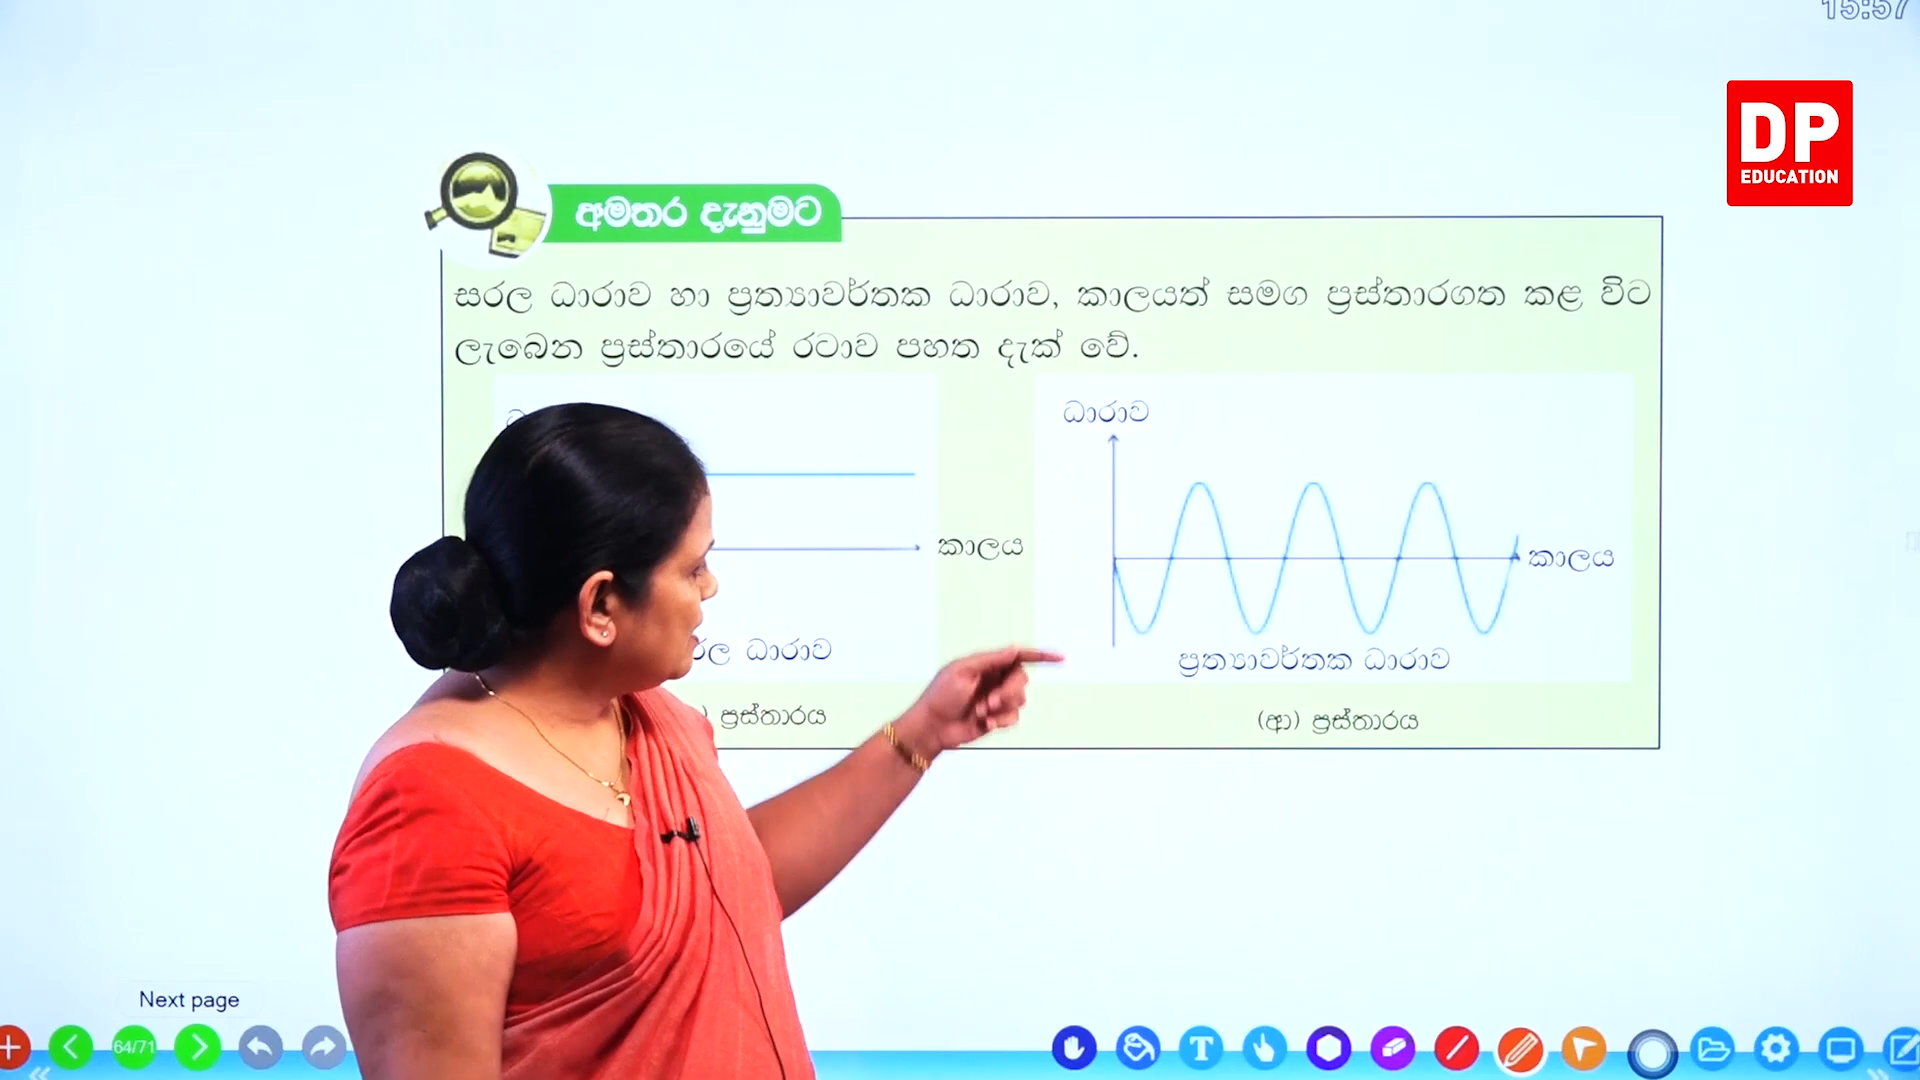 15:57
DP
EDUCATION
අමතර දැනුමට
සරල ධාරාව හා ප්‍රත්‍යාවර්තක ධාරාව, කාලයත් සමග ප්‍රස්තාරගත කළ විට
ලැබෙන ප්‍රස්තාරයේ රටාව පහත දැක් වේ.
ධාරාව
කාලය
කාලය
ධාරාව
ප්‍රත්‍යාවර්තක ධාරාව
) ප්‍රස්තාරය
(ආ) ප්‍රස්තාරය
Next page
64/71
T